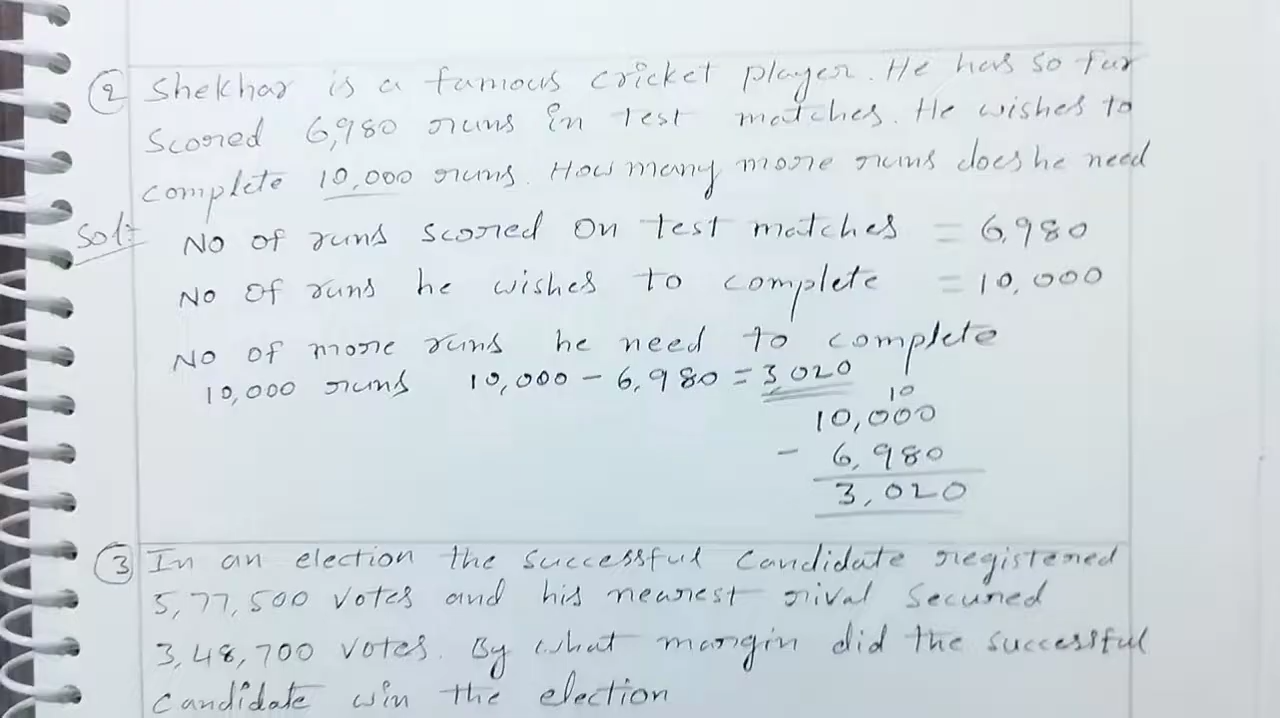 ② Shekhar is a famous cricket player. He has so far
scored 6,980 runs in Test matches. He wishes to
complete 10,000 runs. How many more runs does he need
Sol:- No of runs scored on test matches = 6,980
No of runs he wishes to complete = 10,000
No of more runs he need to complete
10,000 runs 10,000 - 6,980 = 3,020
10
10,000
- 6,980
3,020
③ In an election the successful candidate registered
5,77,500 votes and his nearest rival secured
3,48,700 votes. By what margin did the successful
candidate win the election